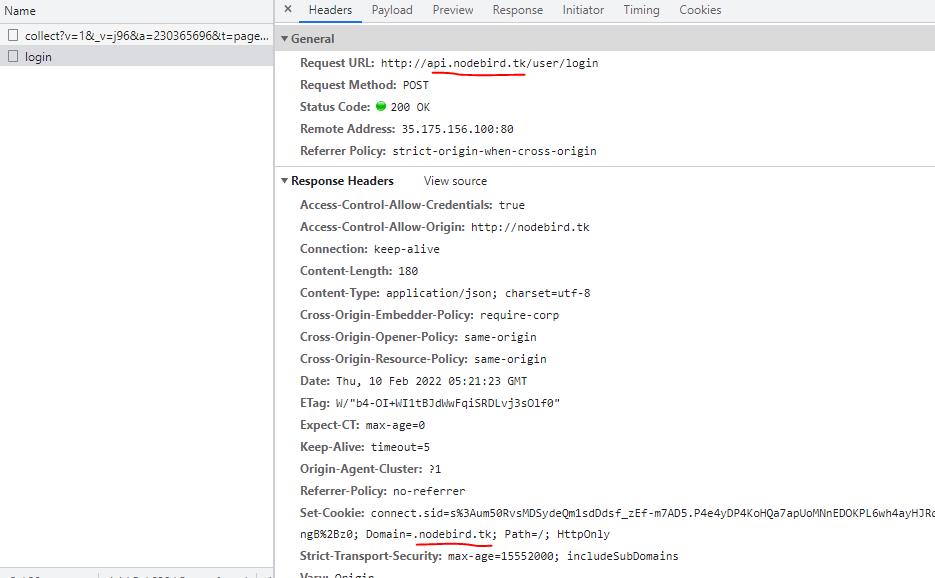 Name
collect?v=1&_v=j96&a=230365696&t=page...
login
× Headers Payload Preview Response Initiator Timing Cookies
▼ General
Request URL: http://api.nodebird.tk/user/login
Request Method: POST
Status Code: 200 OK
Remote Address: 35.175.156.100:80
Referrer Policy: strict-origin-when-cross-origin
▼ Response Headers View source
Access-Control-Allow-Credentials: true
Access-Control-Allow-Origin: http://nodebird.tk
Connection: keep-alive
Content-Length: 180
Content-Type: application/json; charset=utf-8
Cross-Origin-Embedder-Policy: require-corp
Cross-Origin-Opener-Policy: same-origin
Cross-Origin-Resource-Policy: same-origin
Date: Thu, 10 Feb 2022 05:21:23 GMT
ETag: W/"b4-OI+WI1tBJdWwFqiSRDLvj3sOlf0"
Expect-CT: max-age=0
Keep-Alive: timeout=5
Origin-Agent-Cluster: ?1
Referrer-Policy: no-referrer
Set-Cookie: connect.sid=s%3Aum50RvsMDSydeQm1sdDdsf_zEf-m7AD5.P4e4yDP4KoHQa7apUoMNnEDOKPL6wh4ayHJRd
ngB%2Bz0; Domain=.nodebird.tk; Path=/; HttpOnly
Strict-Transport-Security: max-age=15552000; includeSubDomains
Vary: Origin